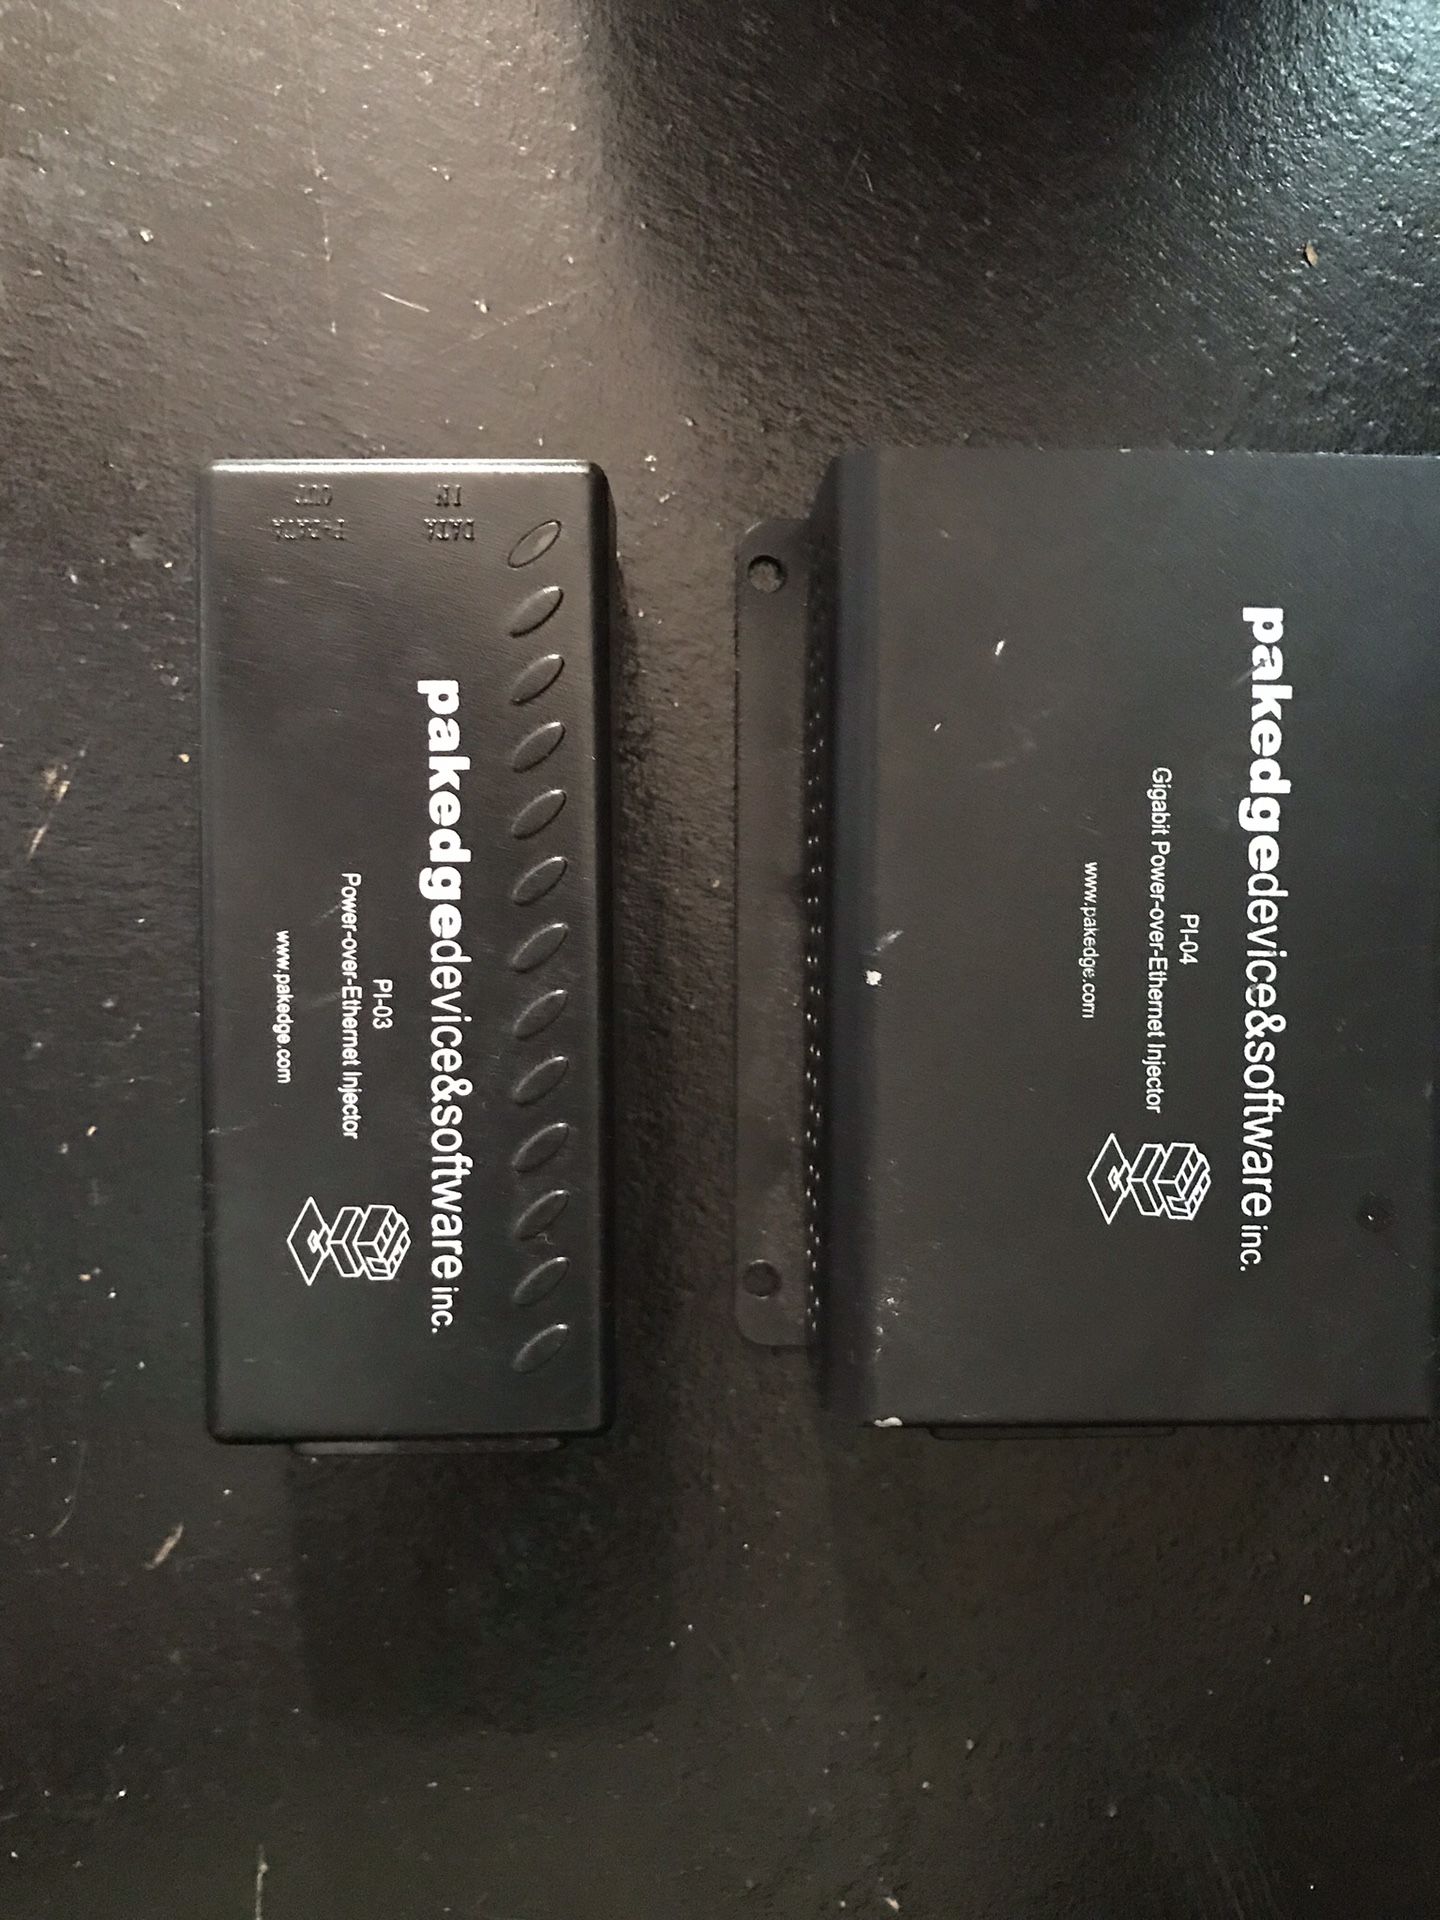 DATA
IN
P+DATA
OUT
pakedgedevice&software inc.
PI-03
Power-over-Ethernet Injector
www.pakedge.com
pakedgedevice&software inc.
PI-04
Gigabit Power-over-Ethernet Injector
www.pakedge.com